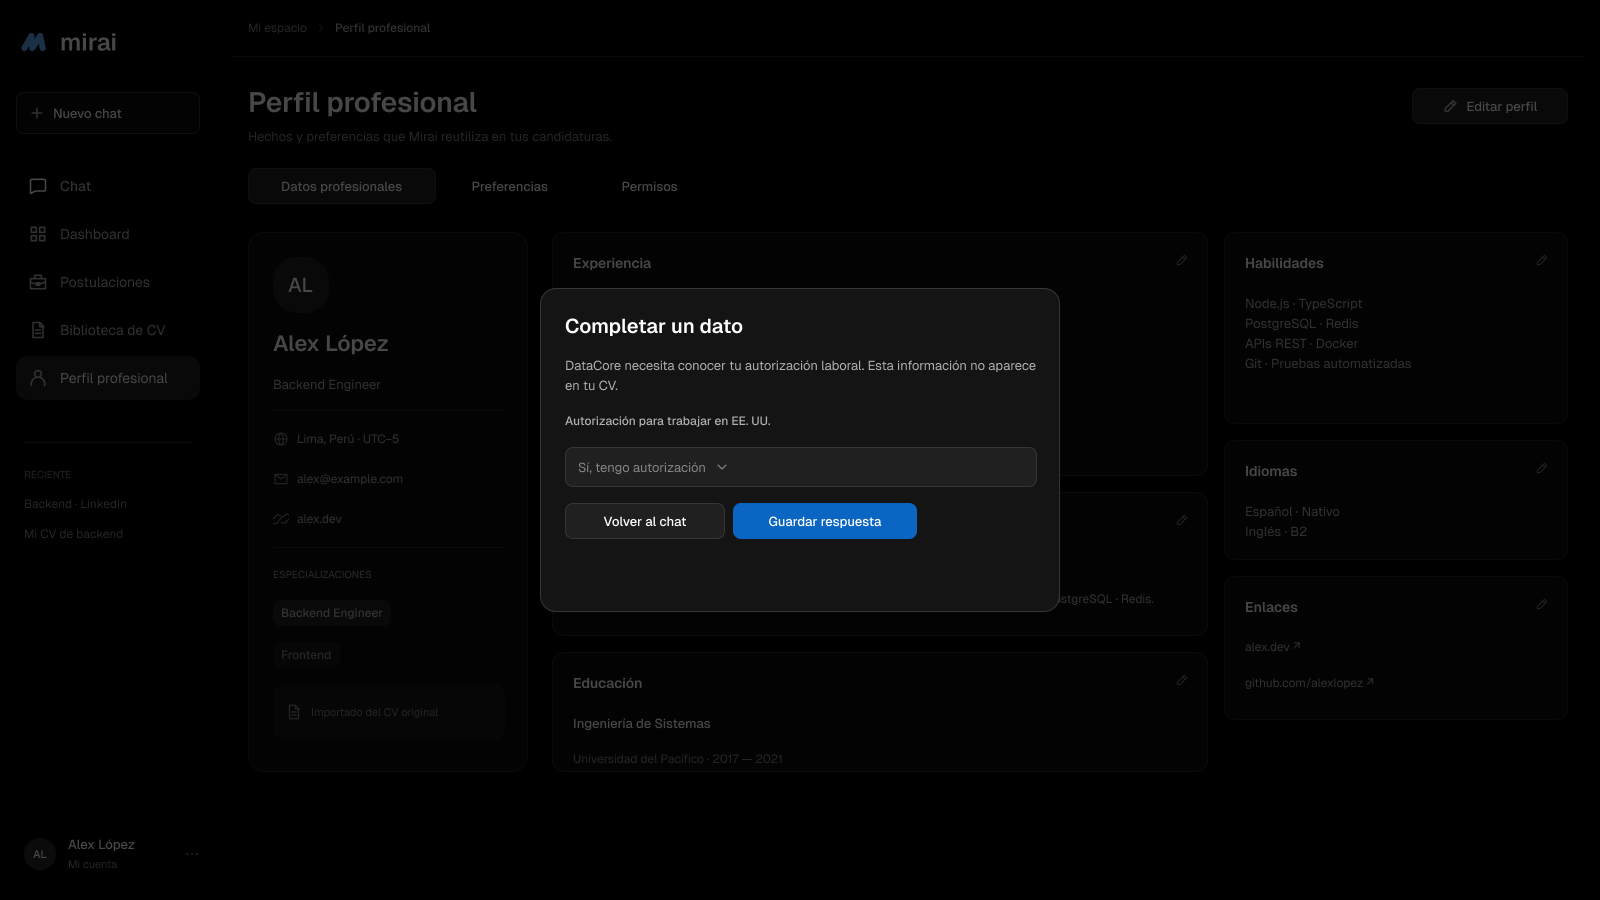 mirai
Nuevo chat
Chat
Dashboard
Postulaciones
Biblioteca de CV
Perfil profesional
RECIENTE
Backend · LinkedIn
Mi CV de backend
AL
Alex López
Mi cuenta
···
Mi espacio > Perfil profesional
Perfil profesional
Hechos y preferencias que Mirai reutiliza en tus candidaturas.
Editar perfil
Datos profesionales
Preferencias
Permisos
AL
Alex López
Backend Engineer
Lima, Perú · UTC−5
alex@example.com
alex.dev
ESPECIALIZACIONES
Backend Engineer
Frontend
Importado del CV original
Experiencia
Completar un dato
DataCore necesita conocer tu autorización laboral. Esta información no aparece
en tu CV.
Autorización para trabajar en EE. UU.
Sí, tengo autorización
Volver al chat
Guardar respuesta
stgreSQL · Redis.
Educación
Ingeniería de Sistemas
Universidad del Pacífico · 2017 — 2021
Habilidades
Node.js · TypeScript
PostgreSQL · Redis
APIs REST · Docker
Git · Pruebas automatizadas
Idiomas
Español · Nativo
Inglés · B2
Enlaces
alex.dev ↗
github.com/alexlopez ↗